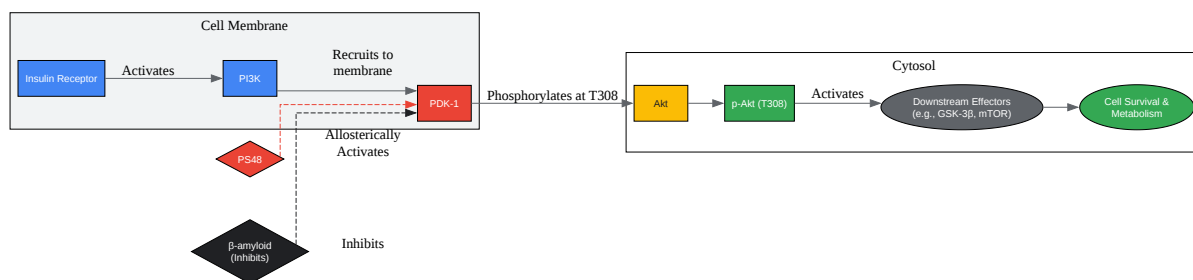 Cell Membrane
Insulin Receptor
Activates
PI3K
Recruits to
membrane
PDK-1
Allosterically
Activates
PS48
β-amyloid
(Inhibits)
Inhibits
Phosphorylates at T308
Cytosol
Akt
p-Akt (T308)
Activates
Downstream Effectors
(e.g., GSK-3β, mTOR)
Cell Survival &
Metabolism